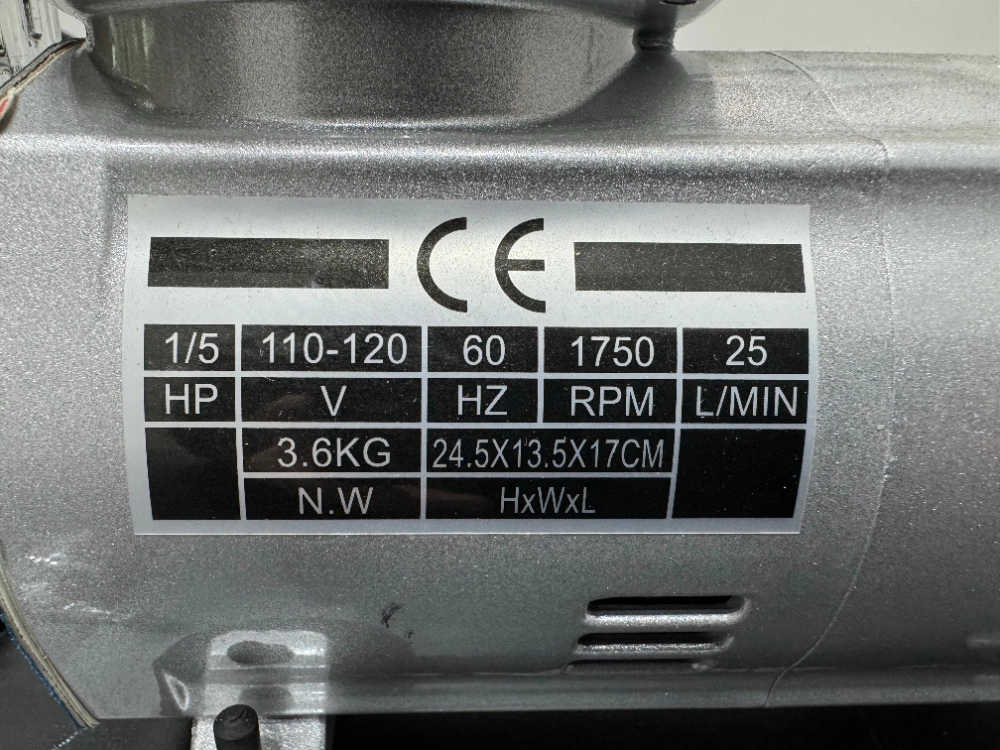 CE
1/5 110-120 60 1750 25
HP V HZ RPM L/MIN
3.6KG 24.5X13.5X17CM
N.W HxWxL